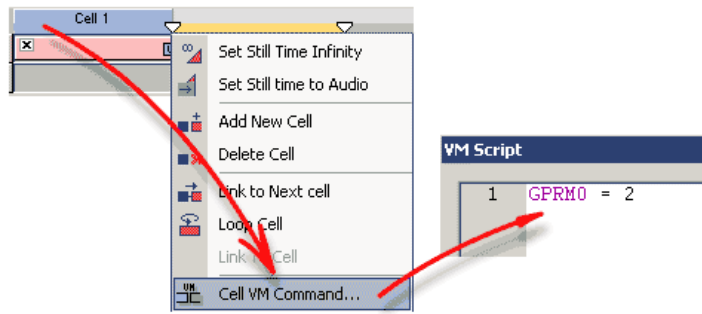 Cell 1
Set Still Time Infinity
Set Still time to Audio
Add New Cell
Delete Cell
Link to Next cell
Loop Cell
Link To Cell
VM Cell VM Command...
VM Script
1 GPRM0 = 2